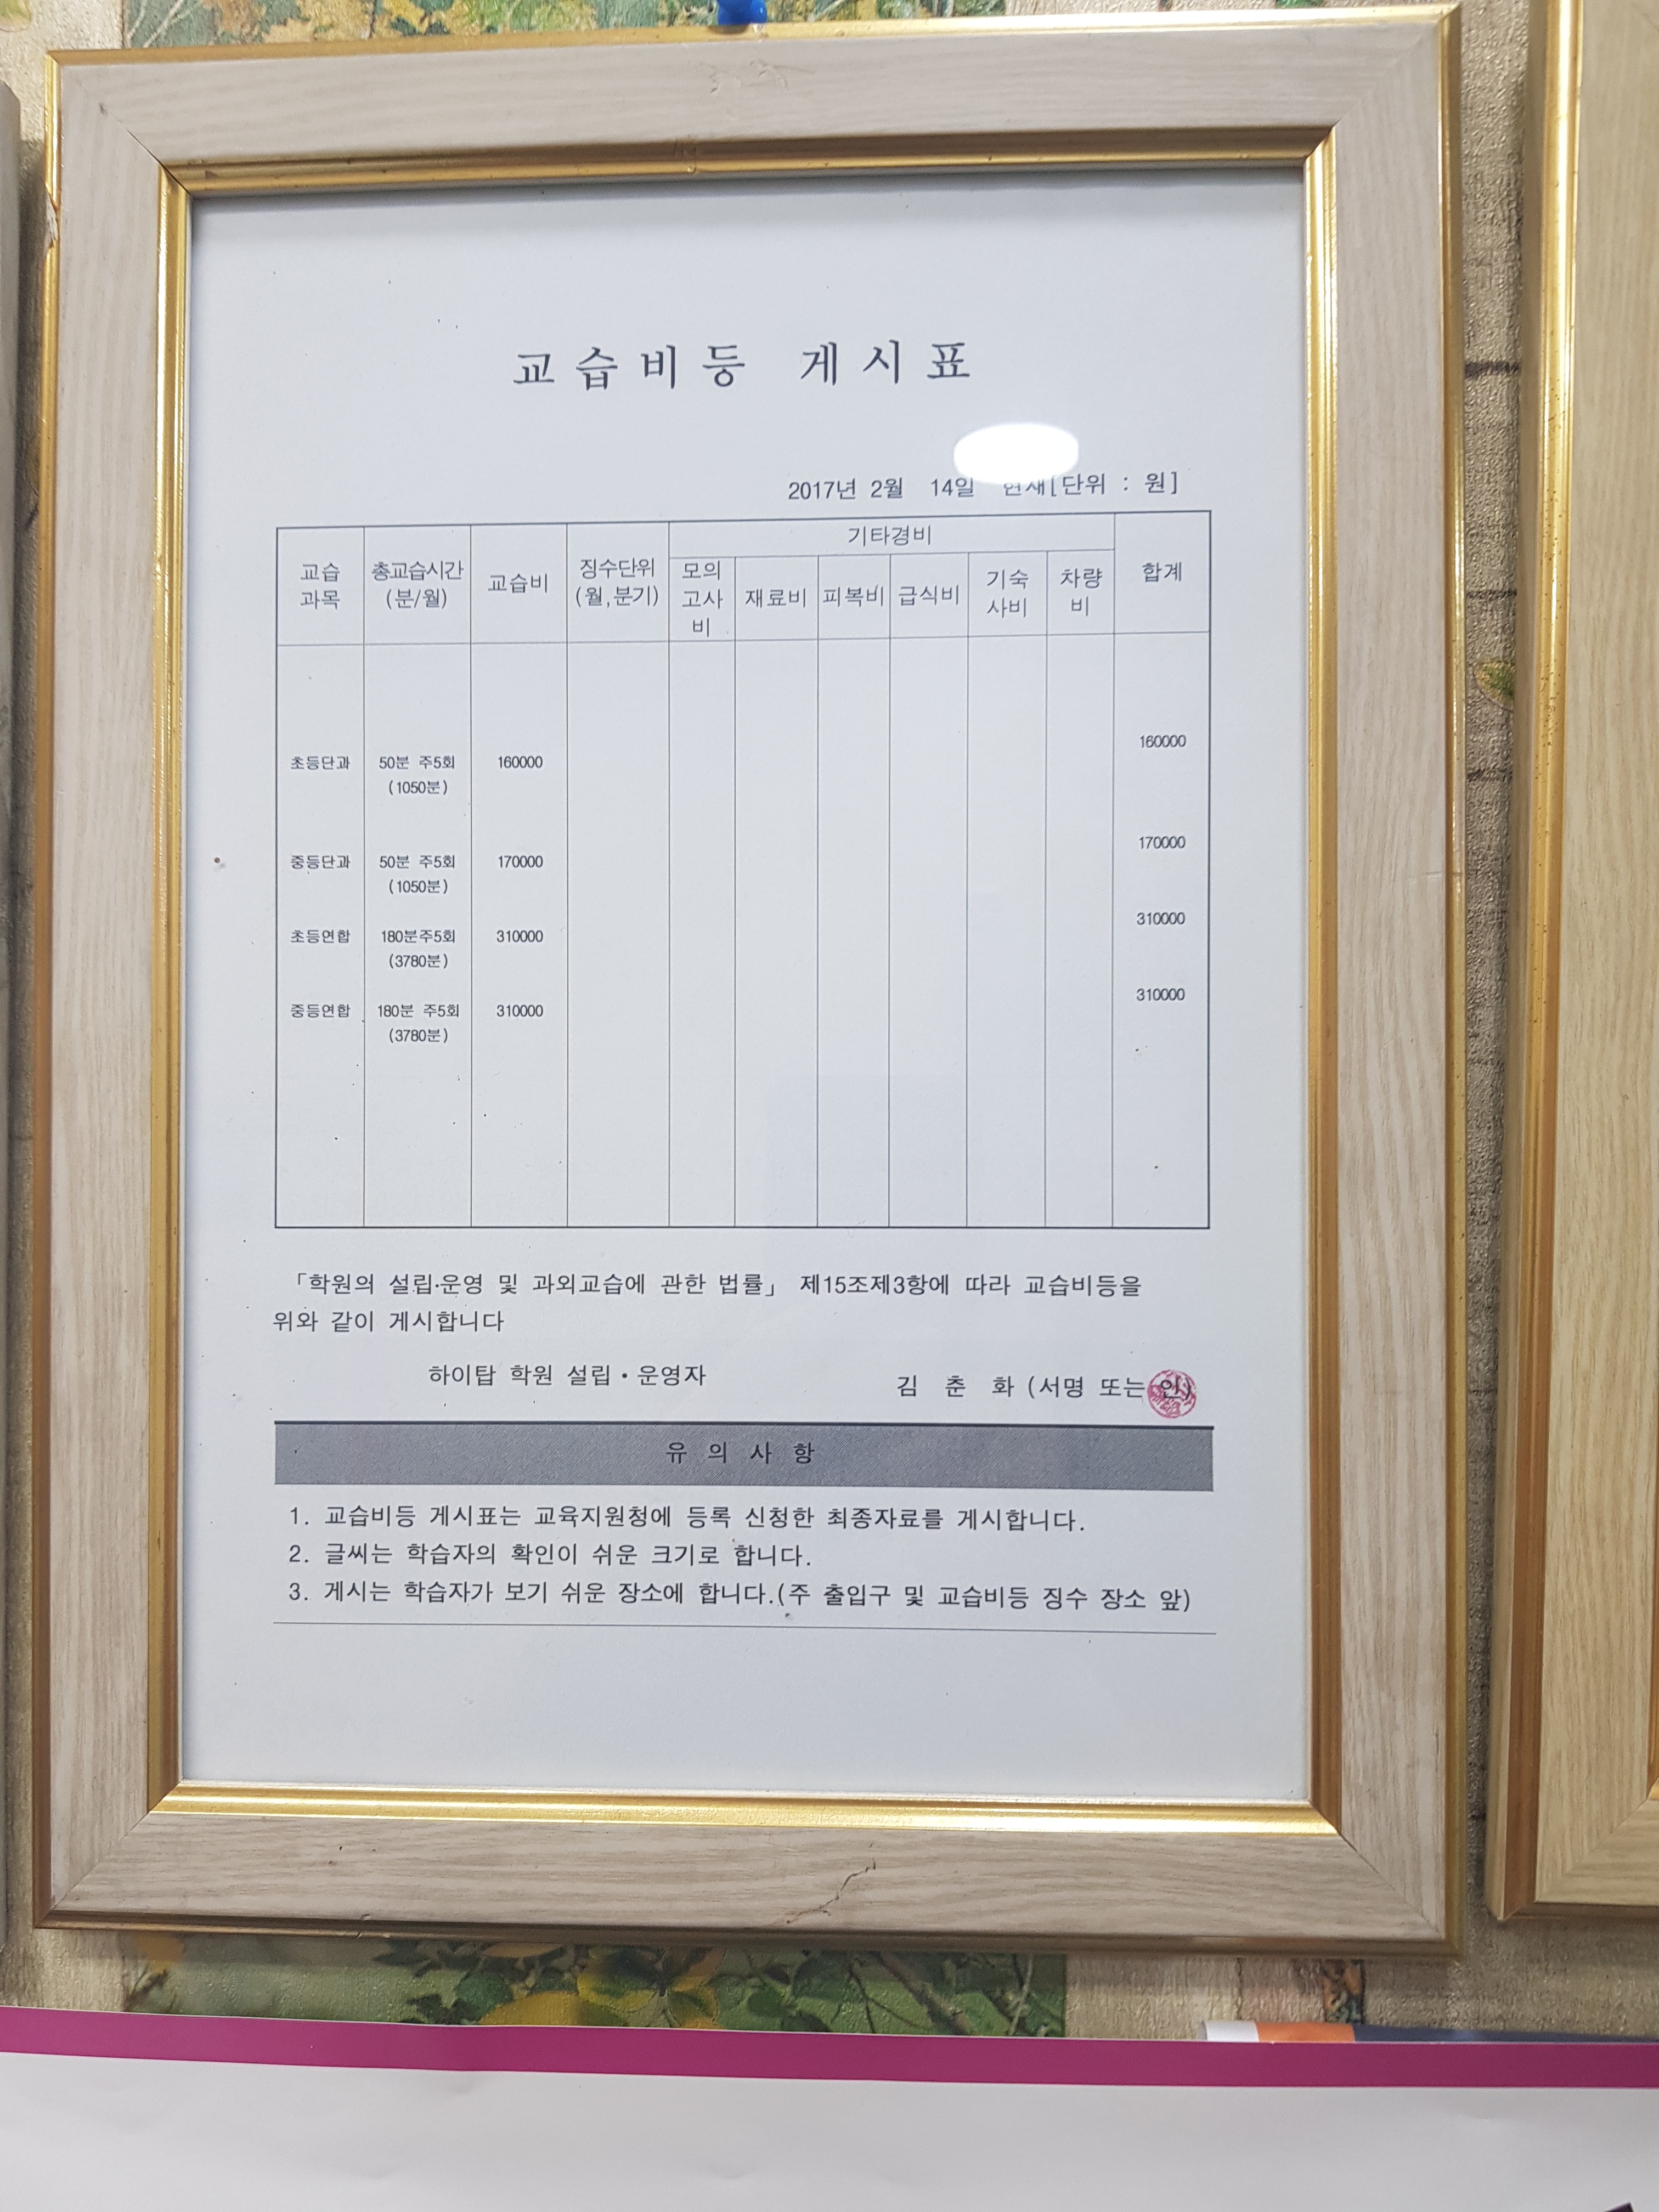 교습비등 게시표
2017년 2월 14일 현재[단위 : 원]
교습 과목 총교습시간 (분/월) 교습비 징수단위 (월,분기) 기타경비 합계
모의 고사 비 재료비 피복비 급식비 기숙 사비 차량 비
초등단과 50분 주5회 160000 160000
(1050분)
중등단과 50분 주5회 170000 170000
(1050분)
초등연합 180분주5회 310000 310000
(3780분)
중등연합 180분 주5회 310000 310000
(3780분)
「학원의 설립·운영 및 과외교습에 관한 법률」 제15조제3항에 따라 교습비등을
위와 같이 게시합니다
하이탑 학원 설립·운영자 김 춘 화 (서명 또는 인)
유 의 사 항
1. 교습비등 게시표는 교육지원청에 등록 신청한 최종자료를 게시합니다.
2. 글씨는 학습자의 확인이 쉬운 크기로 합니다.
3. 게시는 학습자가 보기 쉬운 장소에 합니다.(주 출입구 및 교습비등 징수 장소 앞)